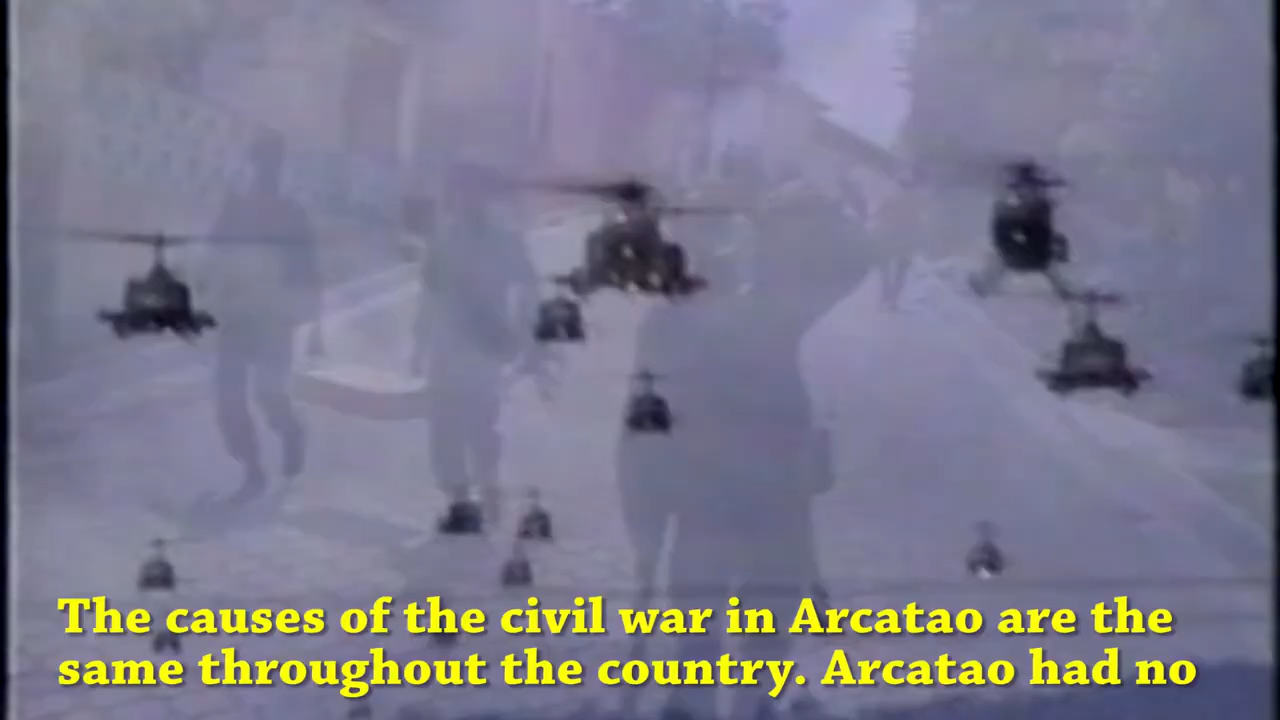 The causes of the civil war in Arcatao are the
same throughout the country. Arcatao had no